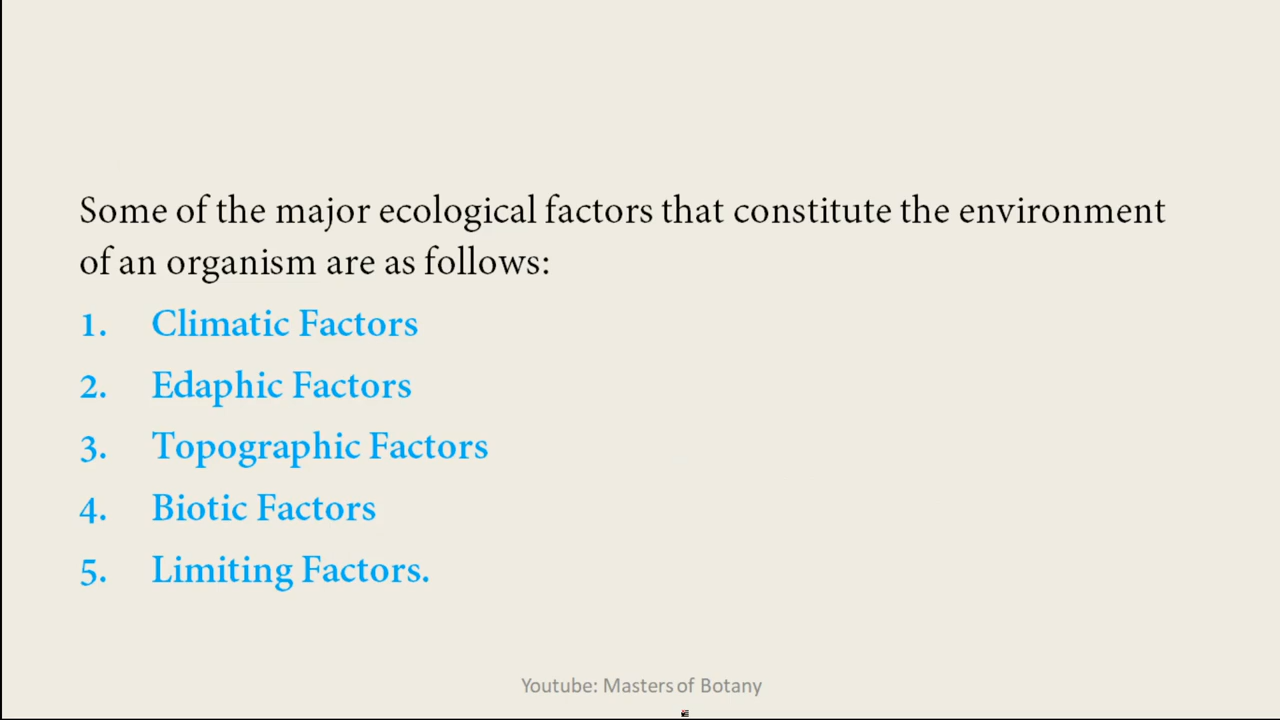 Some of the major ecological factors that constitute the environment
of an organism are as follows:
1. Climatic Factors
2. Edaphic Factors
3. Topographic Factors
4. Biotic Factors
5. Limiting Factors.
Youtube: Masters of Botany